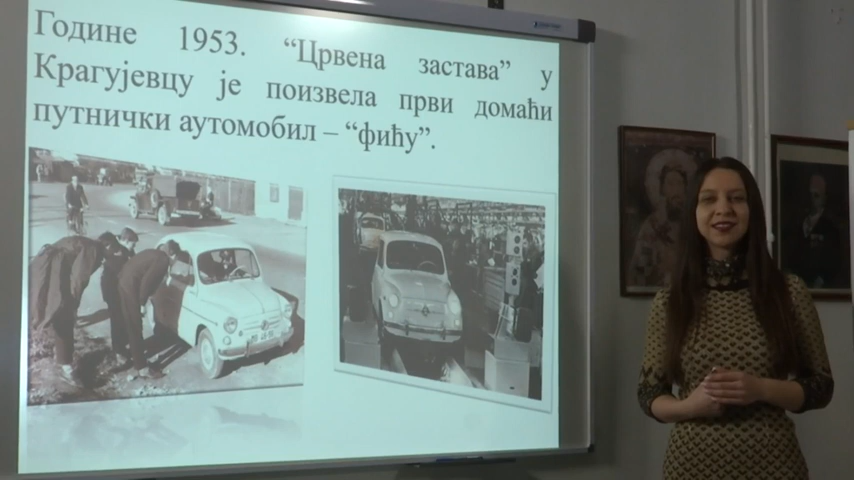 Године 1953. “Црвена застава” у
Крагујевцу је поизвела први домаћи
путнички аутомобил – “фићу”.